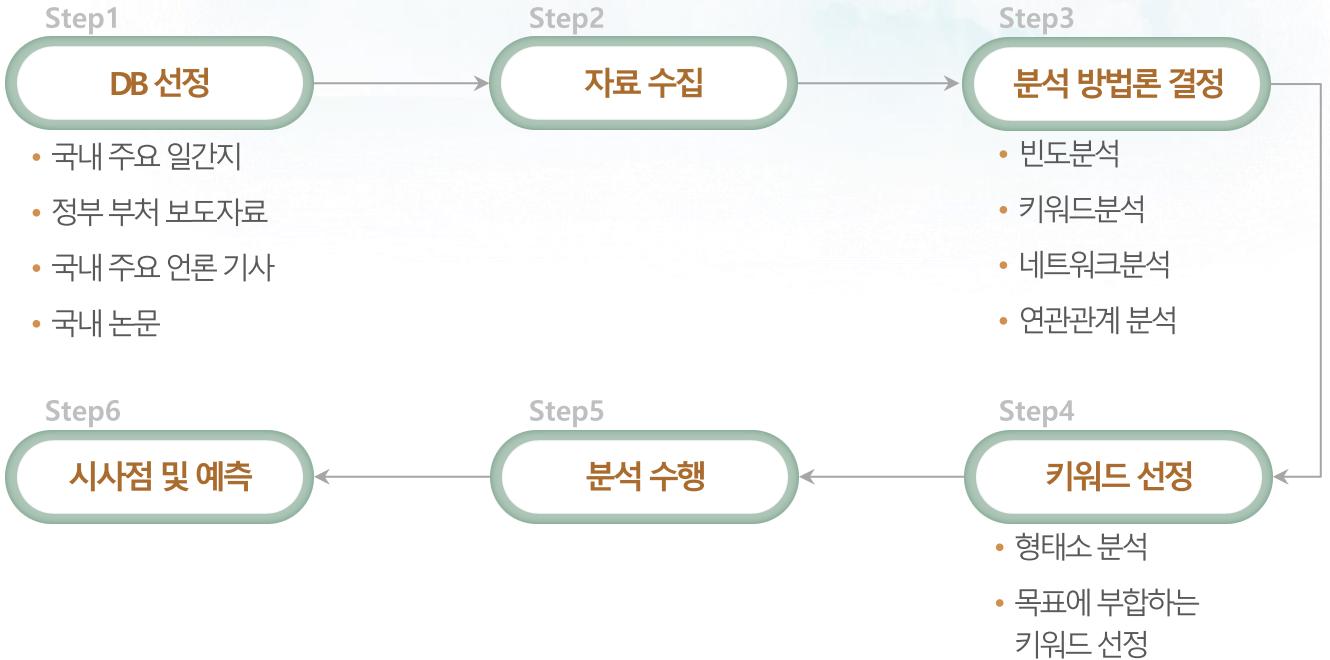 Step1
DB 선정
• 국내 주요 일간지
• 정부 부처 보도자료
• 국내 주요 언론 기사
• 국내 논문
Step2
자료 수집
Step3
분석 방법론 결정
• 빈도분석
• 키워드분석
• 네트워크분석
• 연관관계 분석
Step4
키워드 선정
• 형태소 분석
• 목표에 부합하는
키워드 선정
Step5
분석 수행
Step6
시사점 및 예측